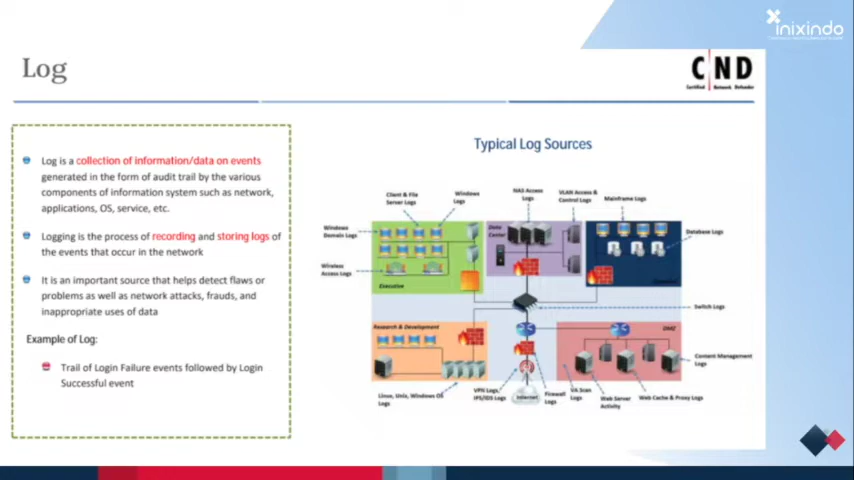 inixindo
Log
CND
Certified Network Defender
Log is a collection of information/data on events
generated in the form of audit trail by the various
components of information system such as network,
applications, OS, service, etc.
Logging is the process of recording and storing logs of
the events that occur in the network
It is an important source that helps detect flaws or
problems as well as network attacks, frauds, and
inappropriate uses of data
Example of Log:
Trail of Login Failure events followed by Login
Successful event
Typical Log Sources
Client & File
Server Logs
Windows
Logs
NAS Access
Logs
VLAN Access &
Control Logs
Mainframe Logs
Windows
Domain Logs
Data
Center
Database Logs
Wireless
Access Logs
Executive
Switch Logs
Research & Development
DMZ
Content Management
Logs
Linux, Unix, Windows OS
Logs
VPN Logs,
IPS/IDS Logs
Internet
Firewall
Logs
VA Scan
Logs
Web Server
Activity
Web Cache & Proxy Logs